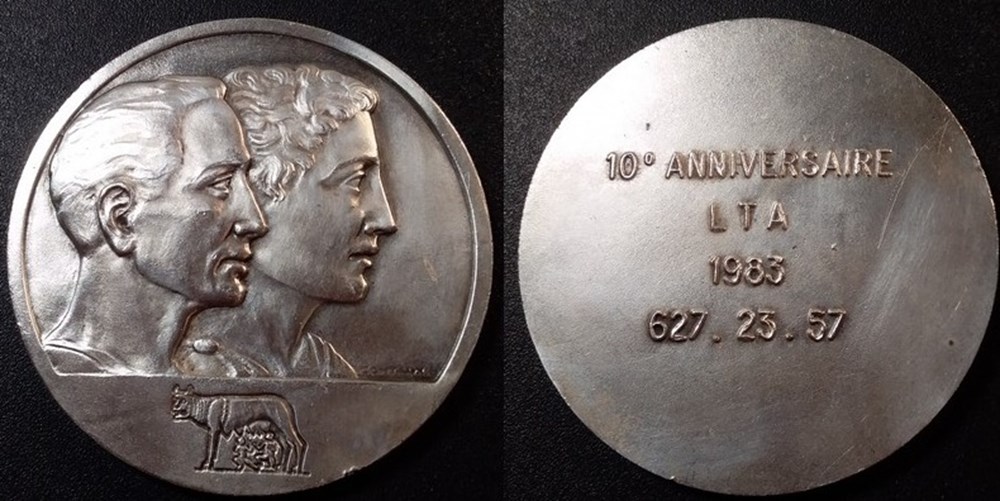 10° ANNIVERSAIRE
LTA
1983
627.23.57